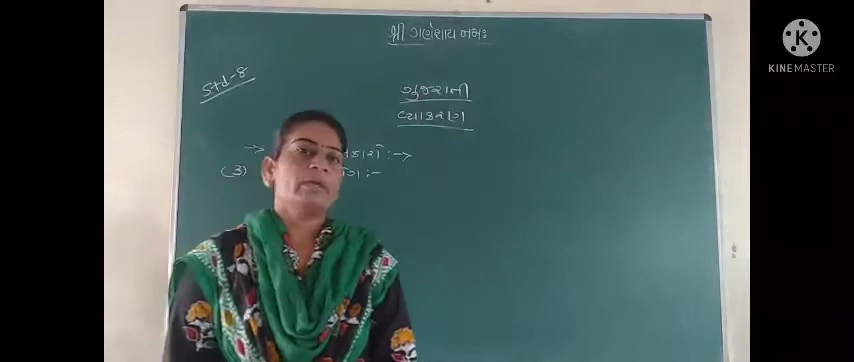 શ્રી ગણેશાય નમઃ
KINEMASTER
Std-8
ગુજરાતી
વ્યાકરણ
→ :→
(૩) :-